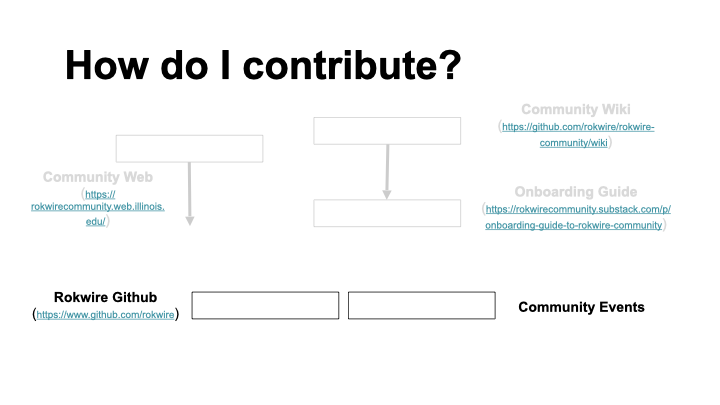 How do I contribute?
Community Wiki
(https://github.com/rokwire/rokwire-
community/wiki)
Community Web
(https://
rokwirecommunity.web.illinois.
edu/)
Onboarding Guide
(https://rokwirecommunity.substack.com/p/
onboarding-guide-to-rokwire-community)
Rokwire Github
(https://www.github.com/rokwire)
Community Events